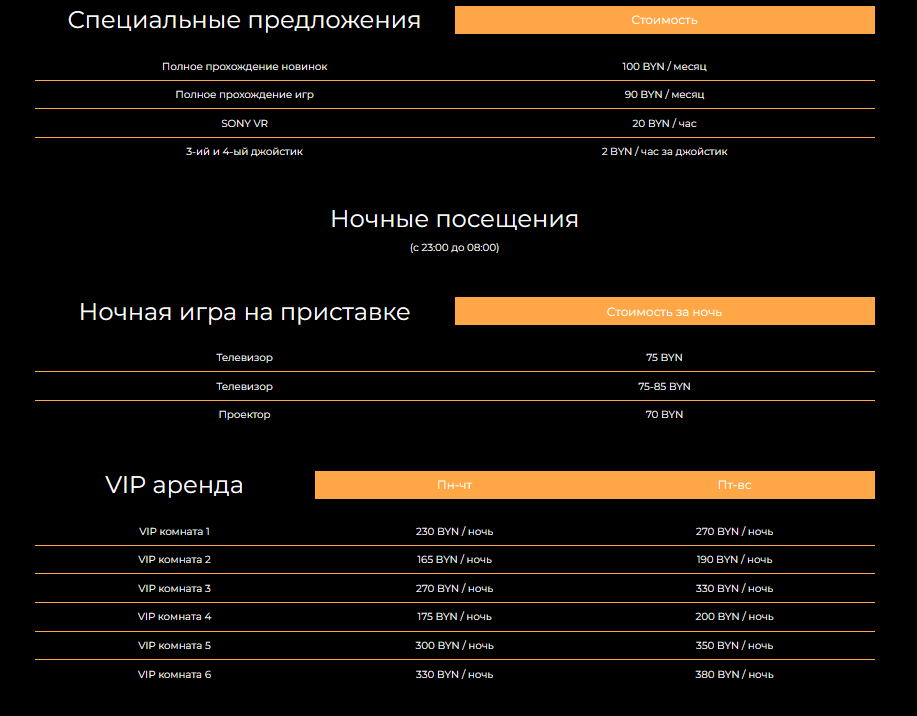 Специальные предложения Стоимость
Полное прохождение новинок 100 BYN / месяц
Полное прохождение игр 90 BYN / месяц
SONY VR 20 BYN / час
3-ий и 4-ый джойстик 2 BYN / час за джойстик
Ночные посещения
(с 23:00 до 08:00)
Ночная игра на приставке Стоимость за ночь
Телевизор 75 BYN
Телевизор 75-85 BYN
Проектор 70 BYN
VIP аренда Пн-чт Пт-вс
VIP комната 1 230 BYN / ночь 270 BYN / ночь
VIP комната 2 165 BYN / ночь 190 BYN / ночь
VIP комната 3 270 BYN / ночь 330 BYN / ночь
VIP комната 4 175 BYN / ночь 200 BYN / ночь
VIP комната 5 300 BYN / ночь 350 BYN / ночь
VIP комната 6 330 BYN / ночь 380 BYN / ночь